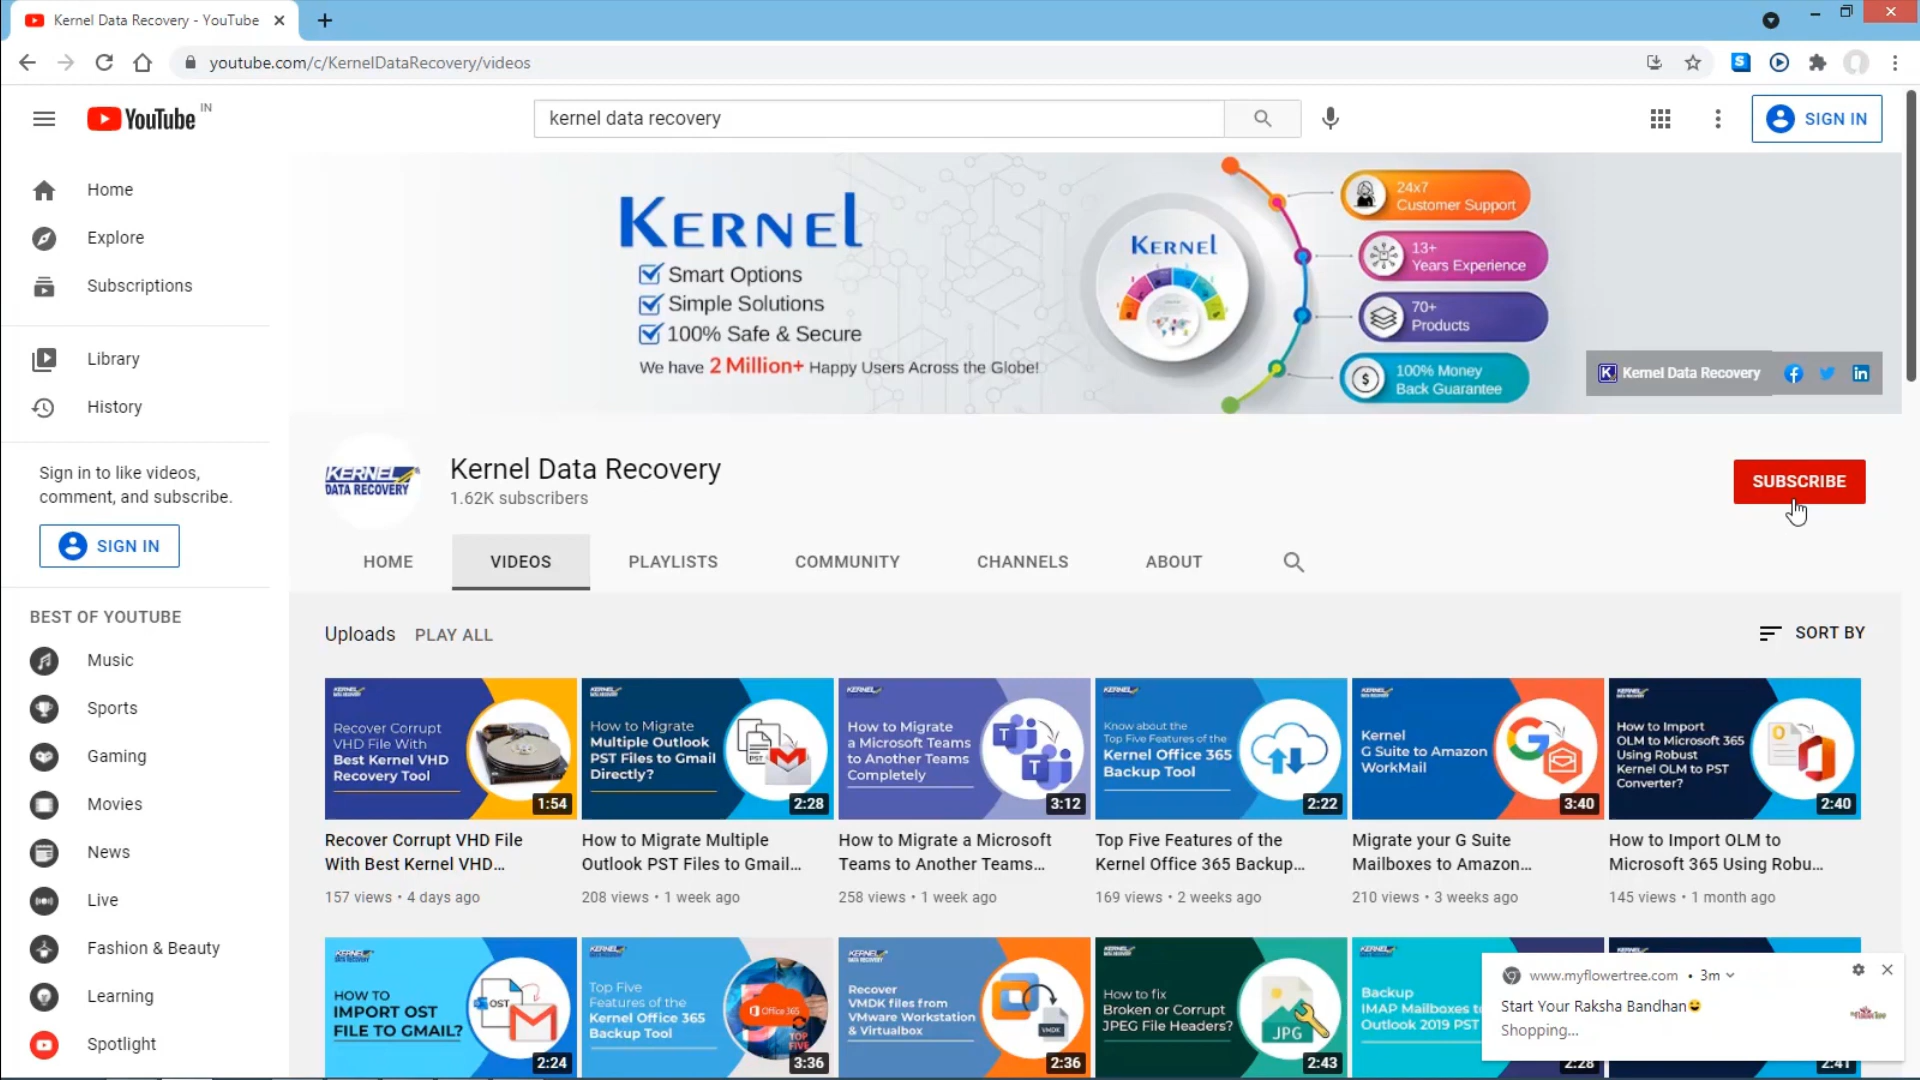 Kernel Data Recovery - YouTube
youtube.com/c/KernelDataRecovery/videos
YouTube IN
kernel data recovery
SIGN IN
Home
Explore
Subscriptions
Library
History
Sign in to like videos,
comment, and subscribe.
SIGN IN
BEST OF YOUTUBE
Music
Sports
Gaming
Movies
News
Live
Fashion & Beauty
Learning
Spotlight
KERNEL
Smart Options
Simple Solutions
100% Safe & Secure
We have 2 Million+ Happy Users Across the Globe!
KERNEL
24x7
Customer Support
13+
Years Experience
70+
Products
100% Money
Back Guarantee
Kernel Data Recovery
KERNEL
DATA RECOVERY
Kernel Data Recovery
1.62K subscribers
SUBSCRIBE
HOME
VIDEOS
PLAYLISTS
COMMUNITY
CHANNELS
ABOUT
Uploads
PLAY ALL
SORT BY
Recover Corrupt
VHD File With
Best Kernel VHD
Recovery Tool
1:54
Recover Corrupt VHD File
With Best Kernel VHD...
157 views • 4 days ago
How to Migrate
Multiple Outlook
PST Files to Gmail
Directly?
PST
2:28
How to Migrate Multiple
Outlook PST Files to Gmail...
208 views • 1 week ago
How to Migrate
a Microsoft Teams
to Another Teams
Completely
3:12
How to Migrate a Microsoft
Teams to Another Teams...
258 views • 1 week ago
Know about the
Top Five Features of the
Kernel Office 365
Backup Tool
2:22
Top Five Features of the
Kernel Office 365 Backup...
169 views • 2 weeks ago
Kernel
G Suite to Amazon
WorkMail
3:40
Migrate your G Suite
Mailboxes to Amazon...
210 views • 3 weeks ago
How to Import
OLM to Microsoft 365
Using Robust
Kernel OLM to PST
Converter?
2:40
How to Import OLM to
Microsoft 365 Using Robu...
145 views • 1 month ago
HOW TO
IMPORT OST
FILE TO GMAIL?
OST
2:24
Top Five
Features of the
Kernel Office 365
Backup Tool
Office 365
TOP
FIVE
3:36
Recover
VMDK files from
VMware Workstation
& Virtualbox
VMDK
2:36
How to fix
Broken or Corrupt
JPEG File Headers?
JPG
2:43
Backup
IMAP Mailboxes t
Outlook 2019 PST
2:28
2:41
www.myflowertree.com • 3m
Start Your Raksha Bandhan😄
Shopping...